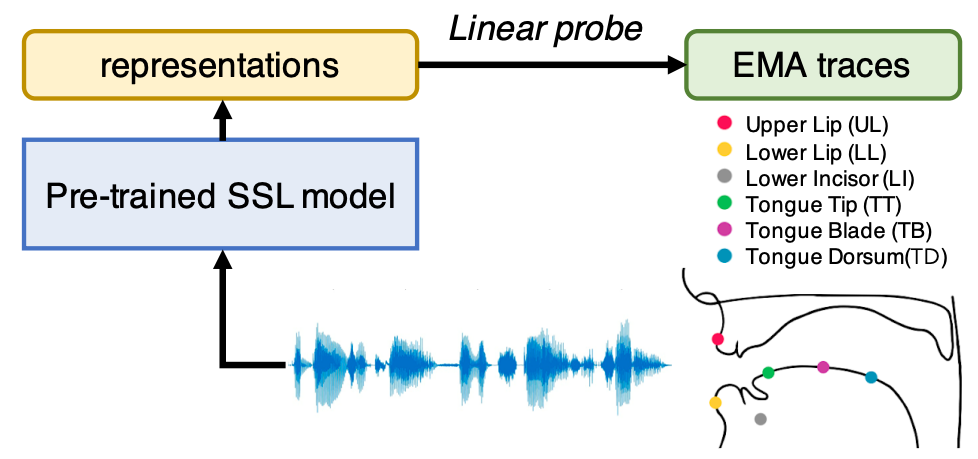 Linear probe
representations
EMA traces
Upper Lip (UL)
Lower Lip (LL)
Lower Incisor (LI)
Tongue Tip (TT)
Tongue Blade (TB)
Tongue Dorsum(TD)
Pre-trained SSL model